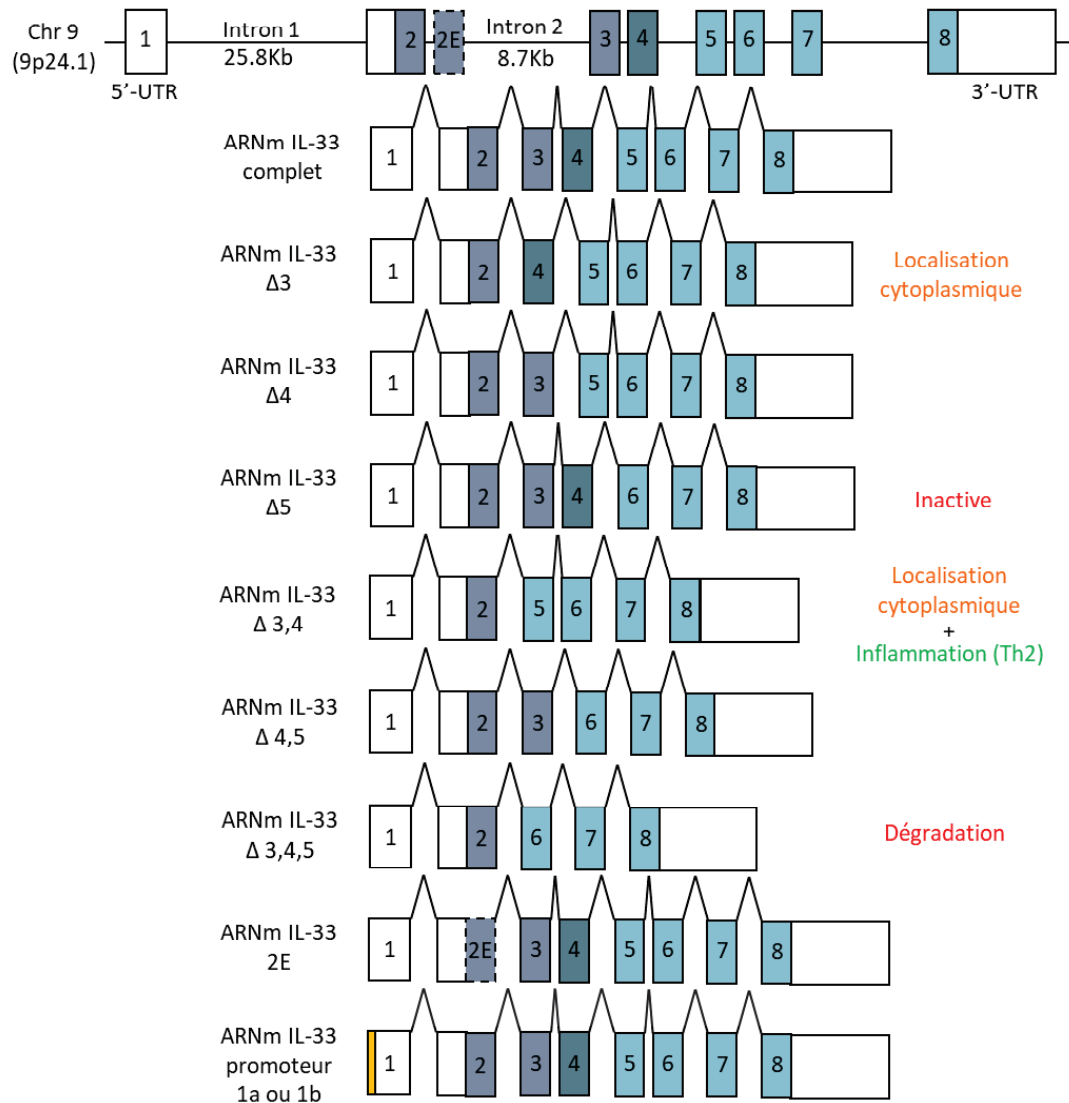 Chr 9
(9p24.1)
1
Intron 1
25.8Kb
2
2E
Intron 2
8.7Kb
3
4
5
6
7
8
5’-UTR
3’-UTR
ARNm IL-33
complet
1
2
3
4
5
6
7
8
ARNm IL-33
Δ3
1
2
4
5
6
7
8
Localisation
cytoplasmique
ARNm IL-33
Δ4
1
2
3
5
6
7
8
ARNm IL-33
Δ5
1
2
3
4
6
7
8
Inactive
ARNm IL-33
Δ 3,4
1
2
5
6
7
8
Localisation
cytoplasmique
+
Inflammation (Th2)
ARNm IL-33
Δ 4,5
1
2
3
6
7
8
ARNm IL-33
Δ 3,4,5
1
2
6
7
8
Dégradation
ARNm IL-33
2E
1
2E
3
4
5
6
7
8
ARNm IL-33
promoteur
1a ou 1b
1
2
3
4
5
6
7
8